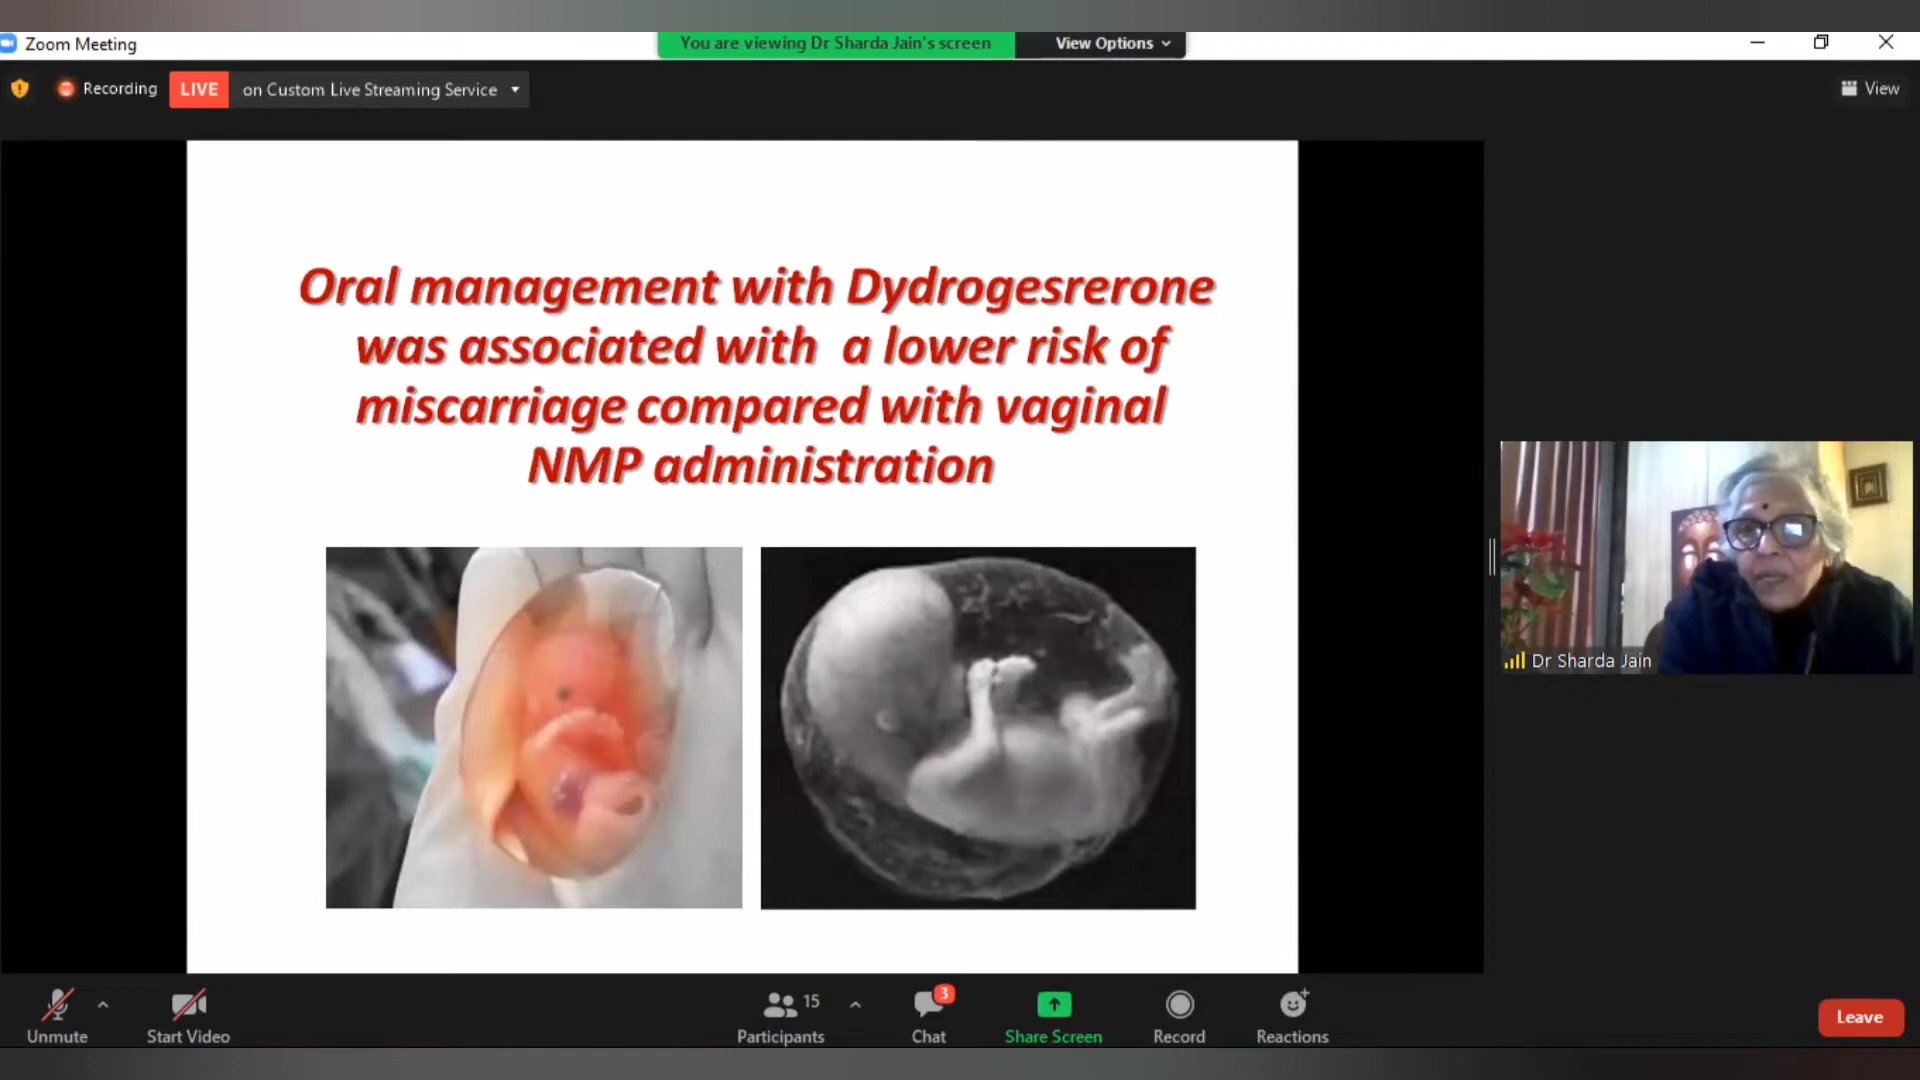 Zoom Meeting
You are viewing Dr Sharda Jain's screen
View Options
Recording
LIVE
on Custom Live Streaming Service
View
Oral management with Dydrogesrerone
was associated with a lower risk of
miscarriage compared with vaginal
NMP administration
Dr Sharda Jain
Unmute
Start Video
15
Participants
3
Chat
Share Screen
Record
Reactions
Leave